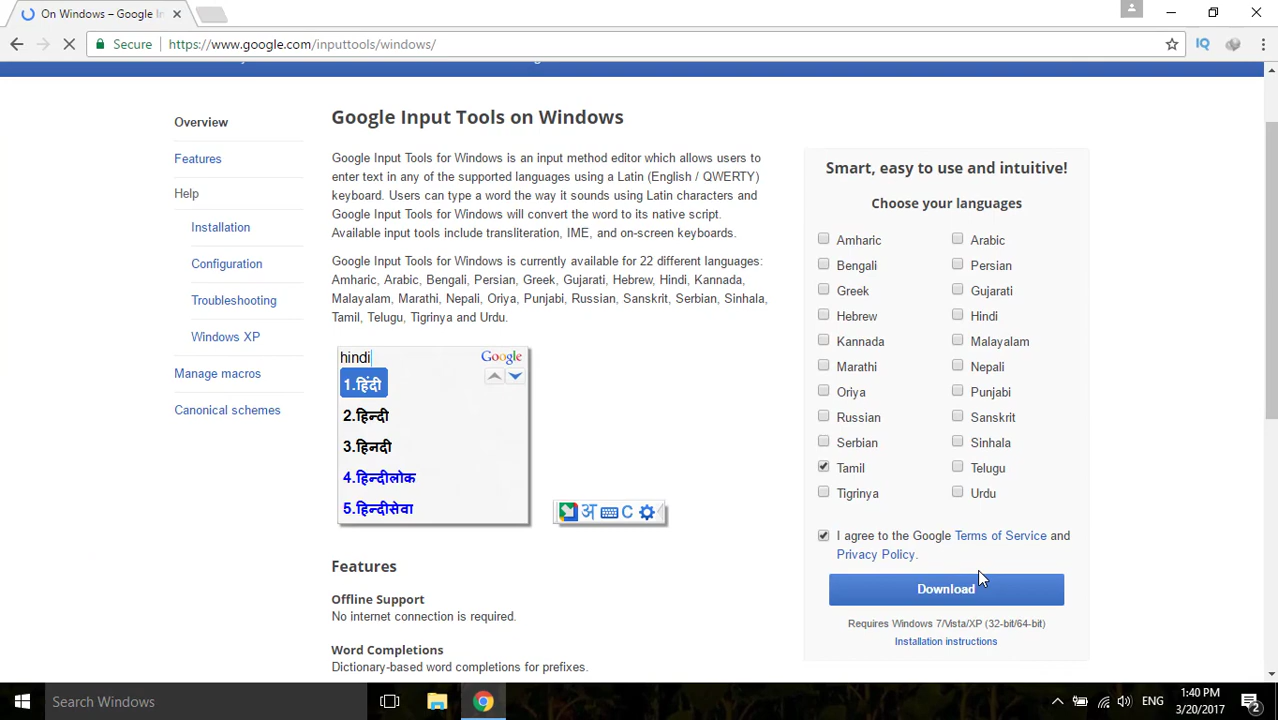 On Windows – Google In
Secure
https://www.google.com/inputtools/windows/
IQ
Overview
Features
Help
Installation
Configuration
Troubleshooting
Windows XP
Manage macros
Canonical schemes
Google Input Tools on Windows
Google Input Tools for Windows is an input method editor which allows users to
enter text in any of the supported languages using a Latin (English / QWERTY)
keyboard. Users can type a word the way it sounds using Latin characters and
Google Input Tools for Windows will convert the word to its native script.
Available input tools include transliteration, IME, and on-screen keyboards.
Google Input Tools for Windows is currently available for 22 different languages:
Amharic, Arabic, Bengali, Persian, Greek, Gujarati, Hebrew, Hindi, Kannada,
Malayalam, Marathi, Nepali, Oriya, Punjabi, Russian, Sanskrit, Serbian, Sinhala,
Tamil, Telugu, Tigrinya and Urdu.
hindi
Google
1.हिंदी
2.हिन्दी
3.हिनदी
4.हिन्दीलोक
5.हिन्दीसेवा
अ
C
Features
Offline Support
No internet connection is required.
Word Completions
Dictionary-based word completions for prefixes.
Smart, easy to use and intuitive!
Choose your languages
Amharic Arabic
Bengali Persian
Greek Gujarati
Hebrew Hindi
Kannada Malayalam
Marathi Nepali
Oriya Punjabi
Russian Sanskrit
Serbian Sinhala
Tamil Telugu
Tigrinya Urdu
I agree to the Google Terms of Service and
Privacy Policy.
Download
Requires Windows 7/Vista/XP (32-bit/64-bit)
Installation instructions
Search Windows
ENG
1:40 PM
3/20/2017
2